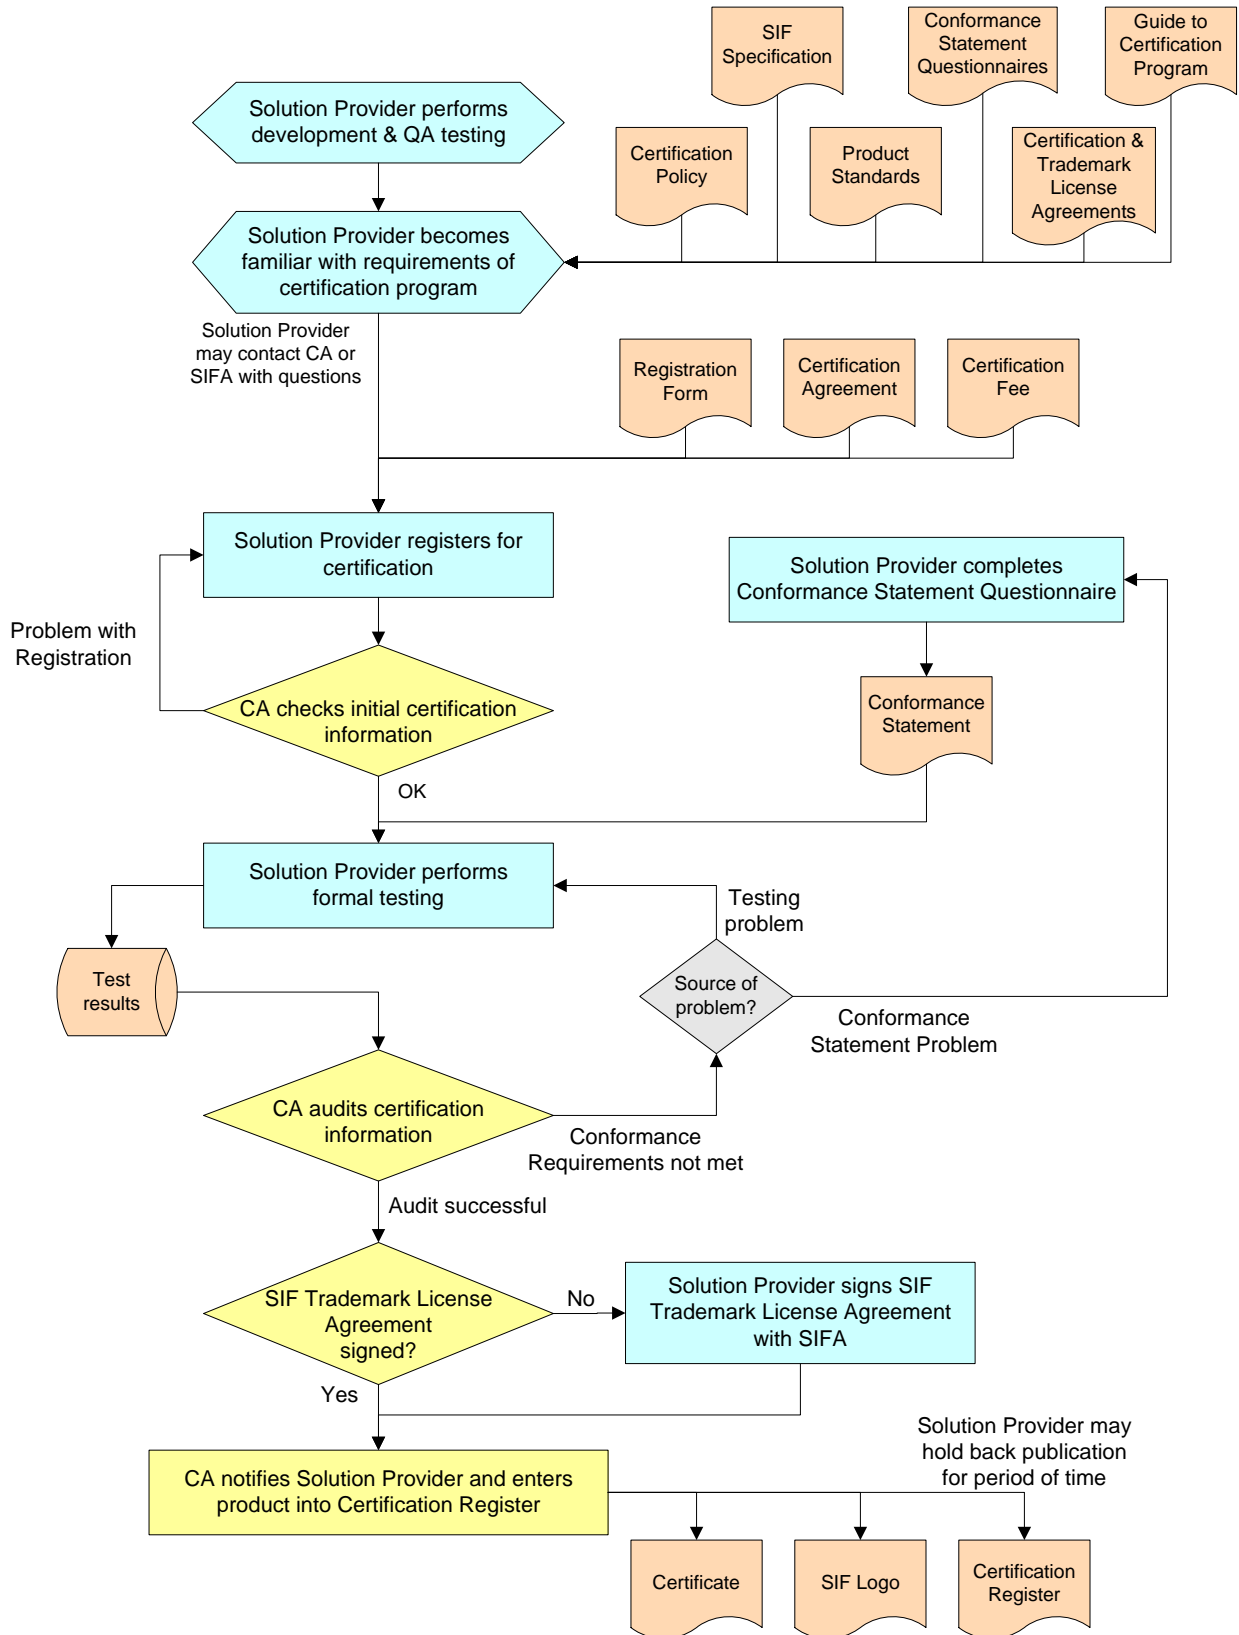 SIF
Specification
Conformance
Statement
Questionnaires
Guide to
Certification
Program
Solution Provider performs
development & QA testing
Certification
Policy
Product
Standards
Certification &
Trademark
License
Agreements
Solution Provider becomes
familiar with requirements of
certification program
Solution Provider
may contact CA or
SIFA with questions
Registration
Form
Certification
Agreement
Certification
Fee
Solution Provider registers for
certification
Solution Provider completes
Conformance Statement Questionnaire
Problem with
Registration
CA checks initial certification
information
Conformance
Statement
OK
Solution Provider performs
formal testing
Testing
problem
Test
results
Source of
problem?
Conformance
Statement Problem
CA audits certification
information
Conformance
Requirements not met
Audit successful
SIF Trademark License
Agreement
signed?
No
Solution Provider signs SIF
Trademark License Agreement
with SIFA
Yes
Solution Provider may
hold back publication
for period of time
CA notifies Solution Provider and enters
product into Certification Register
Certificate
SIF Logo
Certification
Register